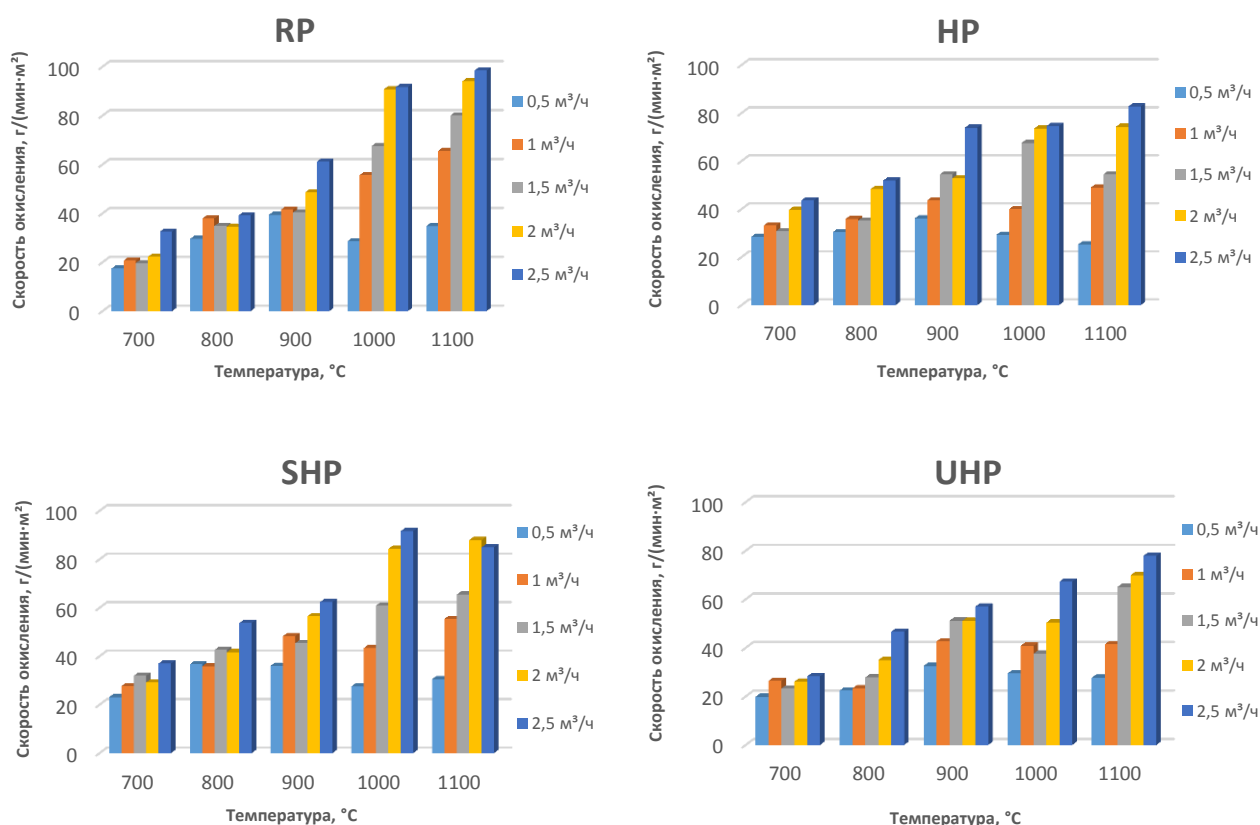 RP
Скорость окисления, г/(мин·м²)
100
80
60
40
20
0
700 800 900 1000 1100
Температура, °C
0,5 м³/ч
1 м³/ч
1,5 м³/ч
2 м³/ч
2,5 м³/ч
HP
Скорость окисления, г/(мин·м²)
100
80
60
40
20
0
700 800 900 1000 1100
Температура, °C
0,5 м³/ч
1 м³/ч
1,5 м³/ч
2 м³/ч
2,5 м³/ч
SHP
Скорость окисления, г/(мин·м²)
100
80
60
40
20
0
700 800 900 1000 1100
Температура, °C
0,5 м³/ч
1 м³/ч
1,5 м³/ч
2 м³/ч
2,5 м³/ч
UHP
Скорость окисления, г/(мин·м²)
100
80
60
40
20
0
700 800 900 1000 1100
Температура, °C
0,5 м³/ч
1 м³/ч
1,5 м³/ч
2 м³/ч
2,5 м³/ч